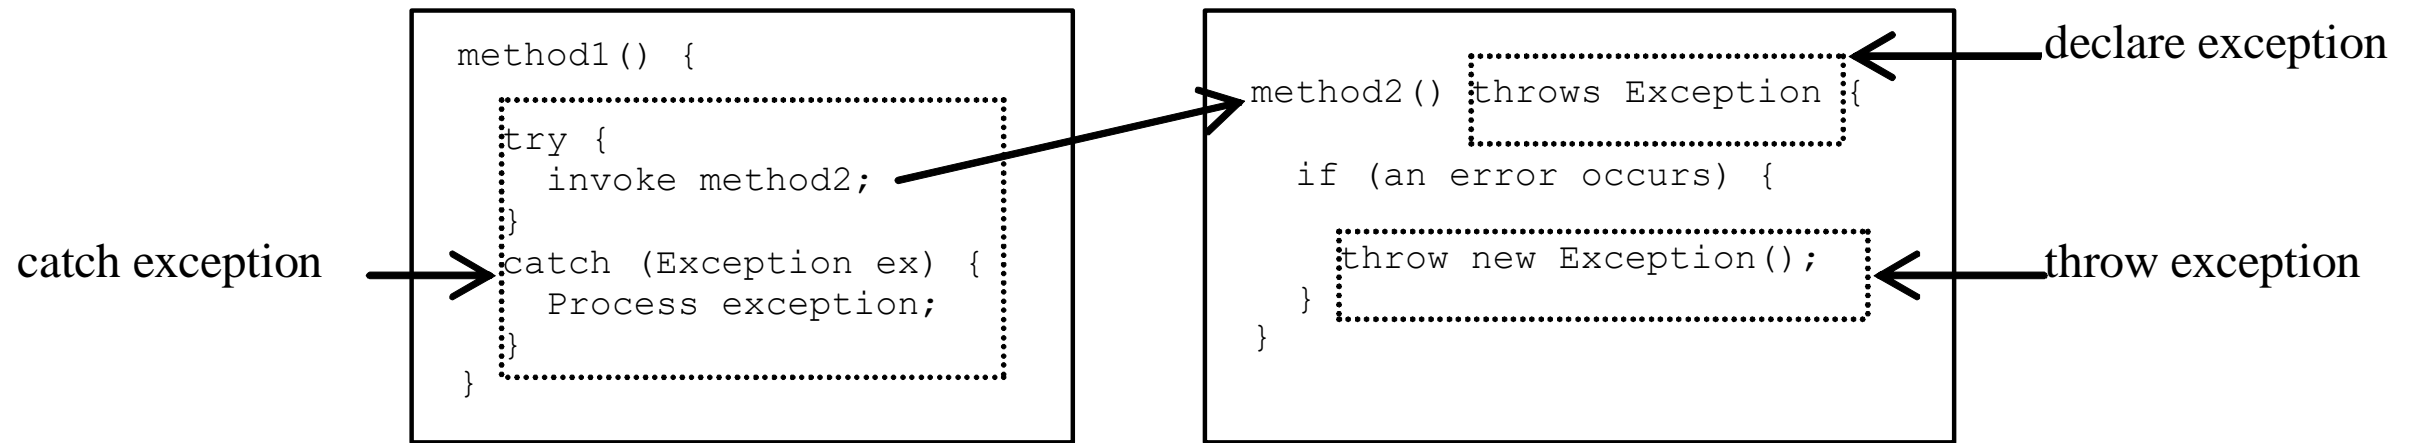 catch exception
method1() {
try {
invoke method2;
}
catch (Exception ex) {
Process exception;
}
}
method2() throws Exception {
if (an error occurs) {
throw new Exception();
}
}
declare exception
throw exception